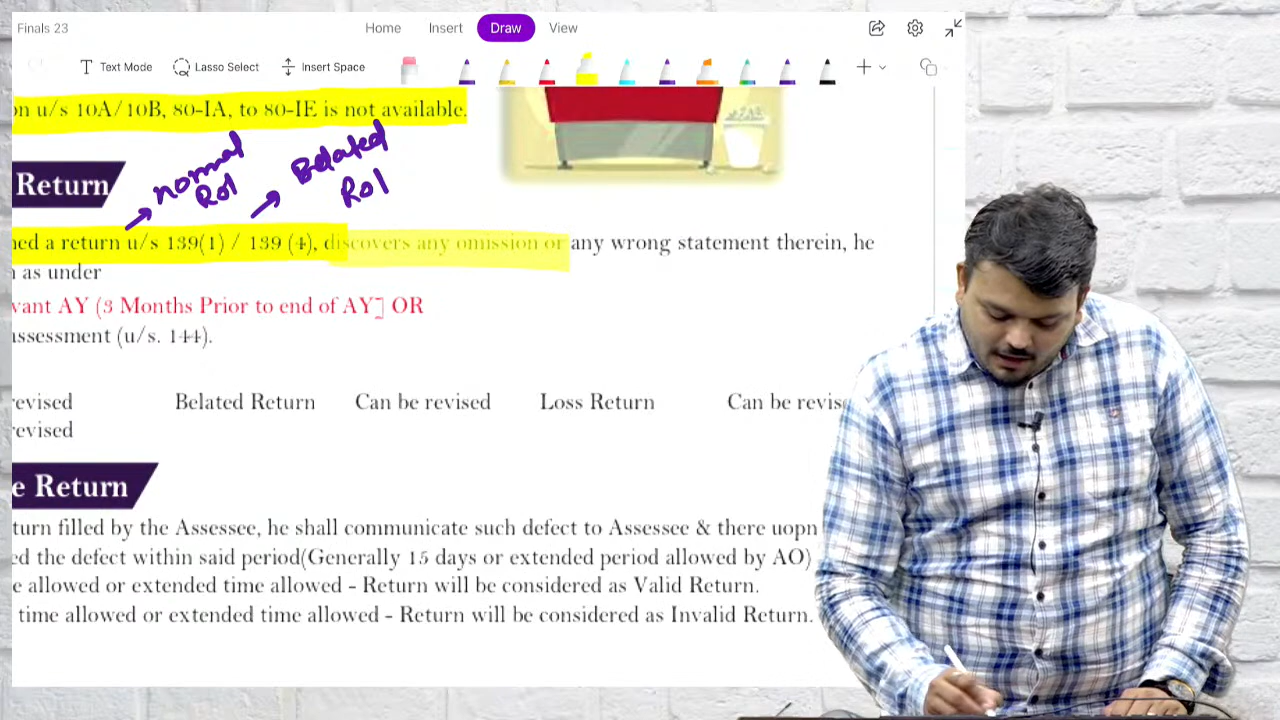 Finals 23
Home Insert Draw View
Text Mode Lasso Select Insert Space
on u/s 10A/10B, 80-IA, to 80-IE is not available.
Return
normal
RoI
Belated
RoI
ned a return u/s 139(1) / 139 (4), discovers any omission or any wrong statement therein, he
n as under
vant AY (3 Months Prior to end of AY] OR
assessment (u/s. 144).
revised Belated Return Can be revised Loss Return Can be revise
revised
e Return
turn filled by the Assessee, he shall communicate such defect to Assessee & there uopn
ed the defect within said period(Generally 15 days or extended period allowed by AO)
e allowed or extended time allowed - Return will be considered as Valid Return.
time allowed or extended time allowed - Return will be considered as Invalid Return.